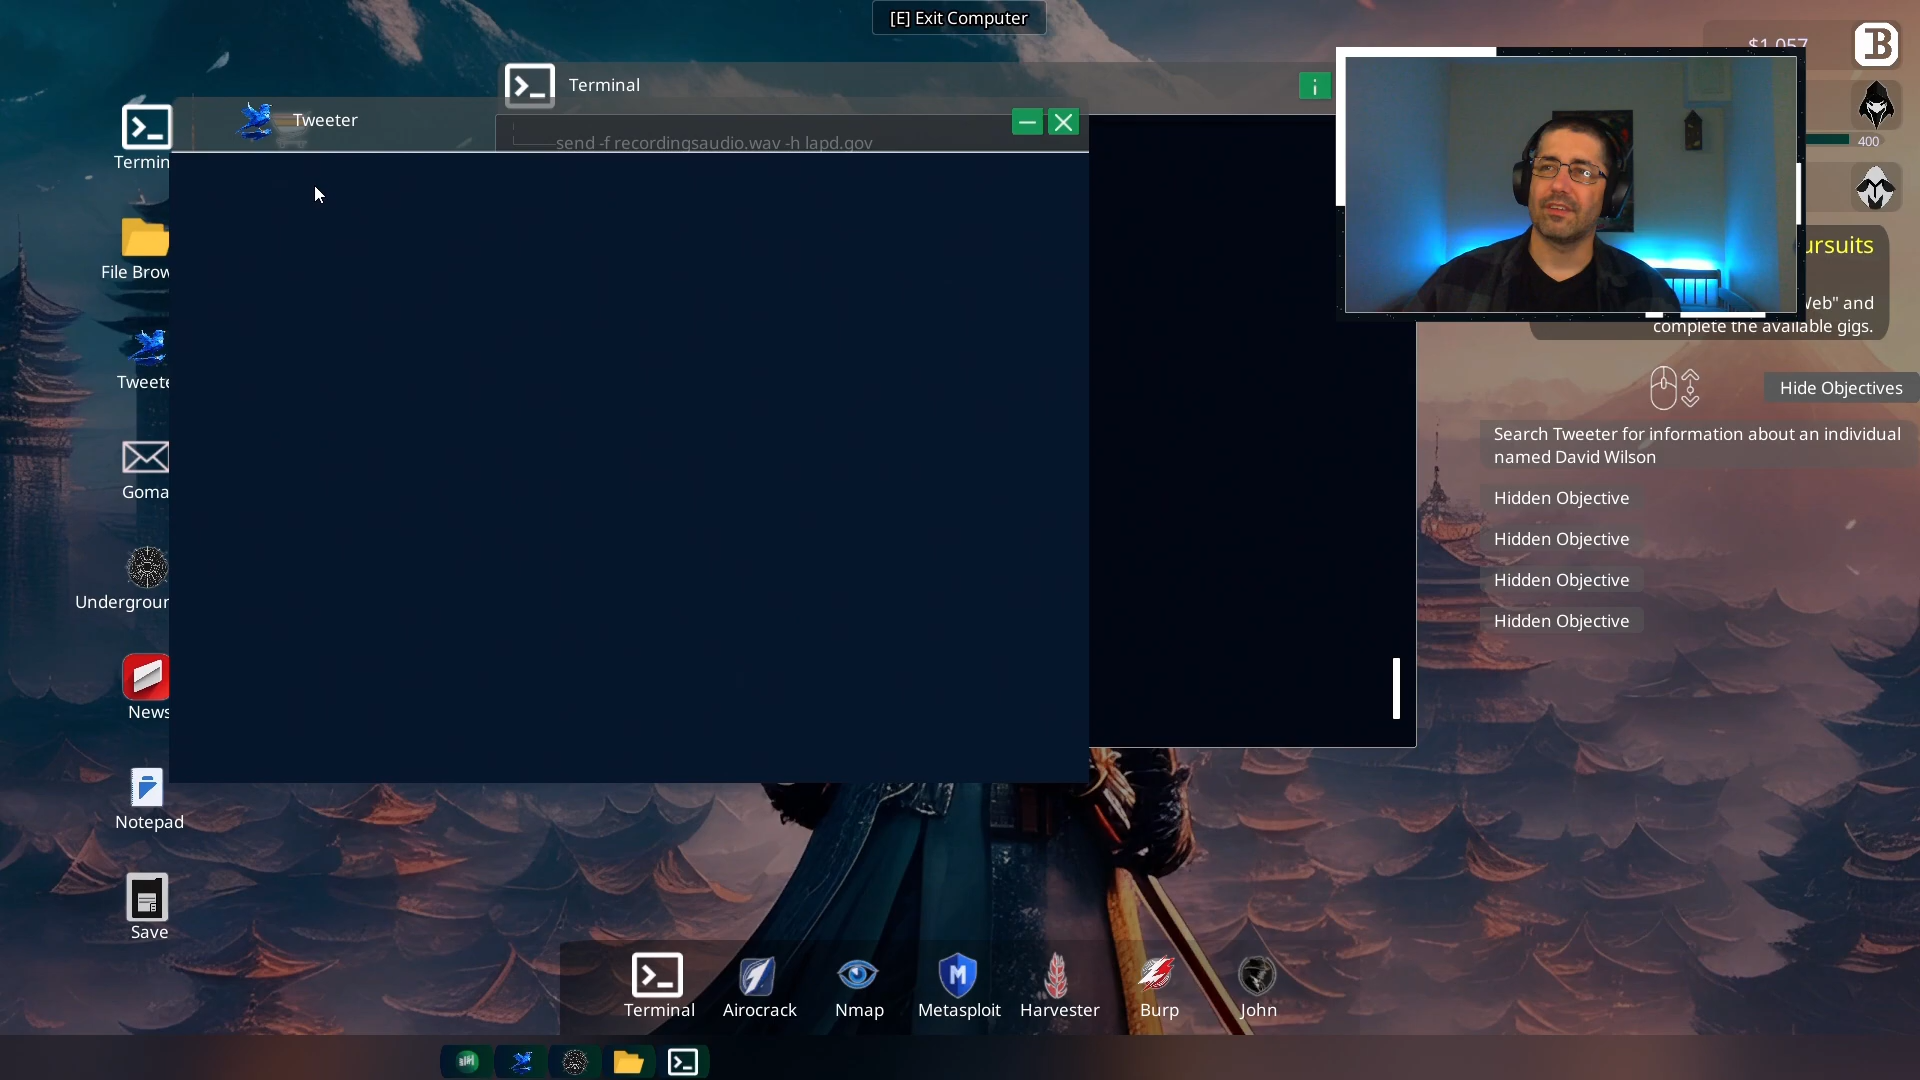 [E] Exit Computer
$1,057
Terminal
i
Tweeter
send -f recordingsaudio.wav -h lapd.gov
400
Termin
File Brow
Tweete
Goma
Undergrour
News
Notepad
Save
ursuits
Web" and
complete the available gigs.
Hide Objectives
Search Tweeter for information about an individual
named David Wilson
Hidden Objective
Hidden Objective
Hidden Objective
Hidden Objective
Terminal
Airocrack
Nmap
Metasploit
Harvester
Burp
John